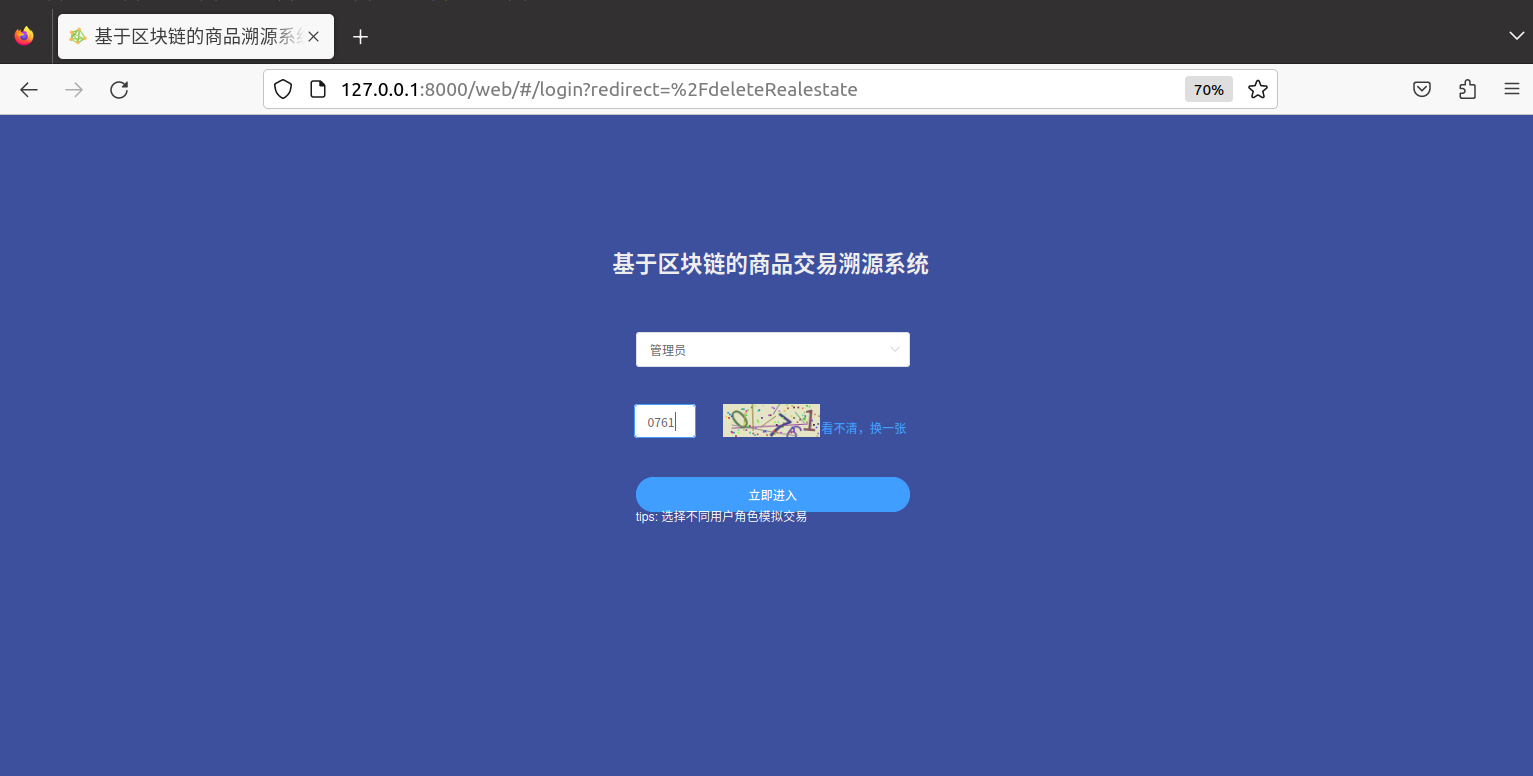 基于区块链的商品溯源系统
127.0.0.1:8000/web/#/login?redirect=%2FdeleteRealestate
70%
基于区块链的商品交易溯源系统
管理员
0761
看不清，换一张
立即进入
tips: 选择不同用户角色模拟交易